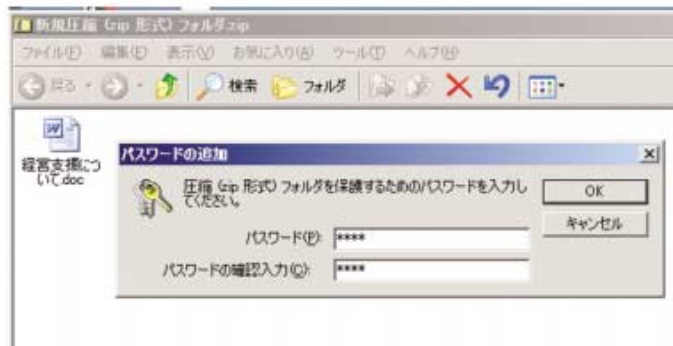 新規圧縮 (zip 形式) フォルダ.zip
ファイル(F) 編集(E) 表示(V) お気に入り(A) ツール(T) ヘルプ(H)
戻る 検索 フォルダ
経営支援につ
いて.doc
パスワードの追加
圧縮 (zip 形式) フォルダを保護するためのパスワードを入力し
てください。
OK
キャンセル
パスワード(P): ****
パスワードの確認入力(C): ****